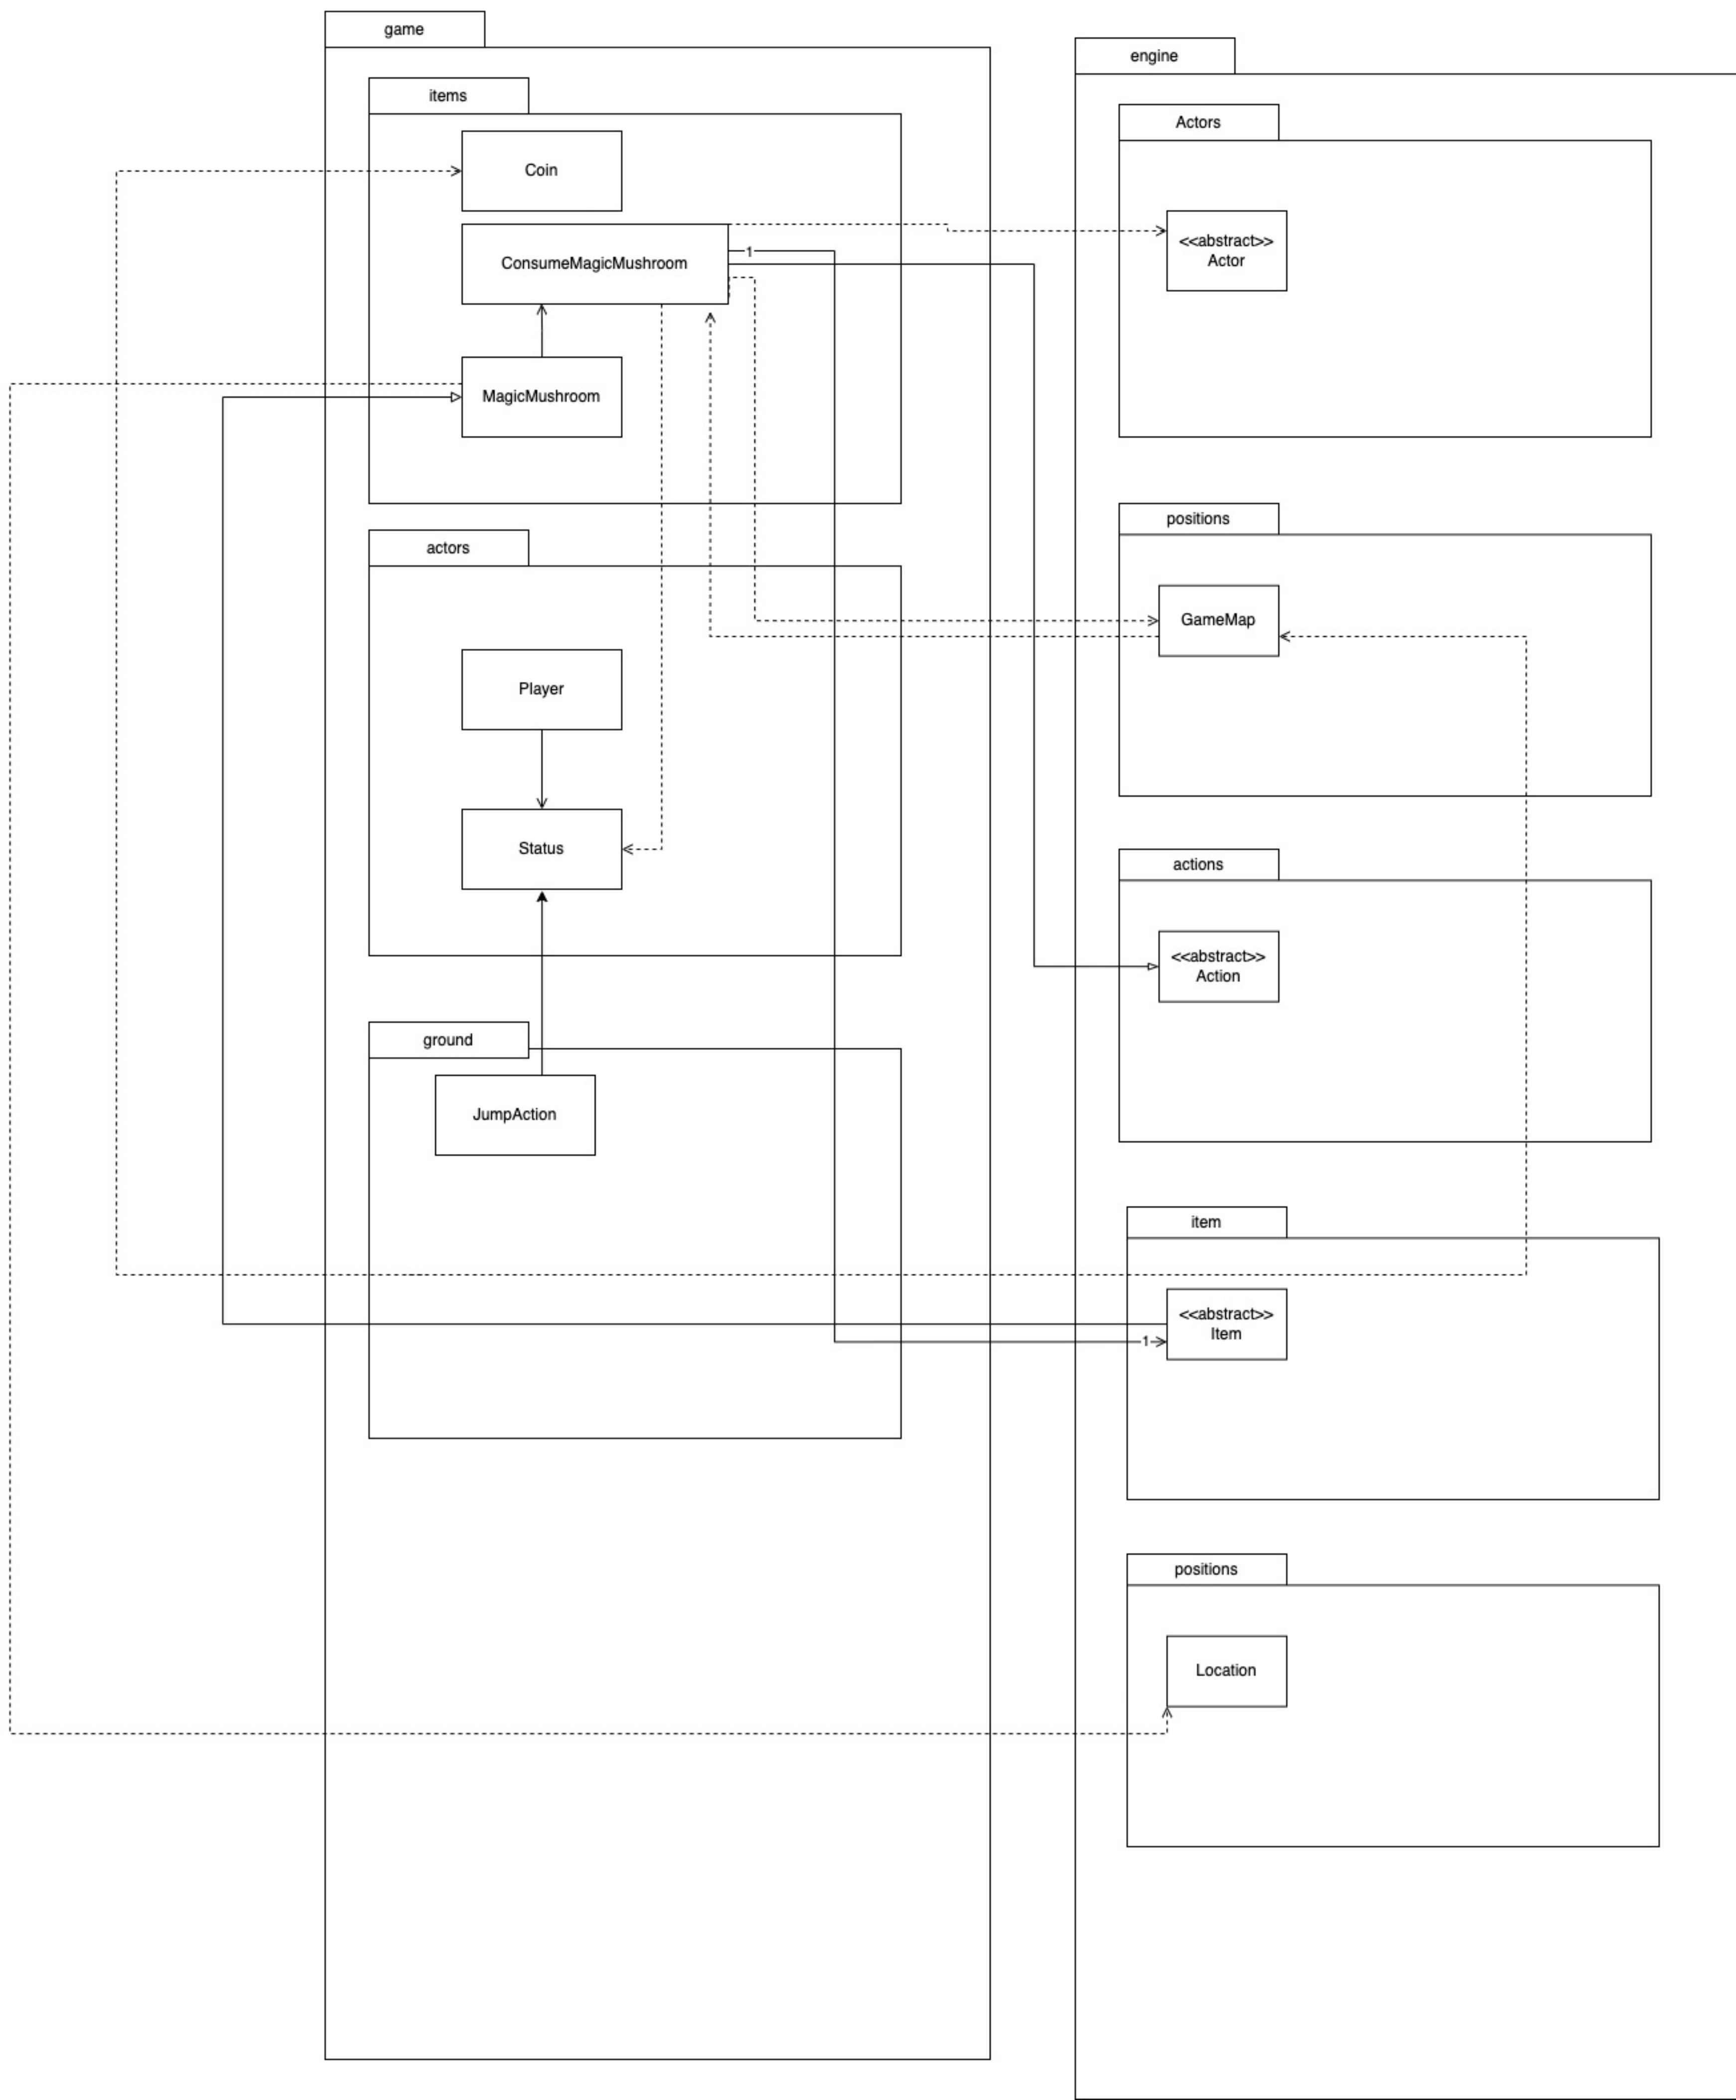 game
items
Coin
ConsumeMagicMushroom
1
MagicMushroom
actors
Player
Status
ground
JumpAction
engine
Actors
<<abstract>>
Actor
positions
GameMap
actions
<<abstract>>
Action
item
<<abstract>>
Item
1
positions
Location